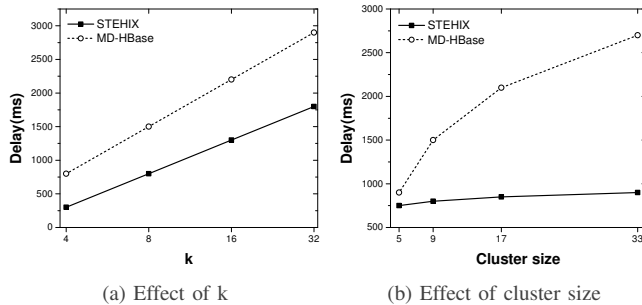 STEHIX
MD-HBase
3000
2500
2000
1500
1000
500
0
Delay(ms)
4
8
16
32
k
(a) Effect of k
STEHIX
MD-HBase
3000
2500
2000
1500
1000
500
Delay(ms)
5
9
17
33
Cluster size
(b) Effect of cluster size